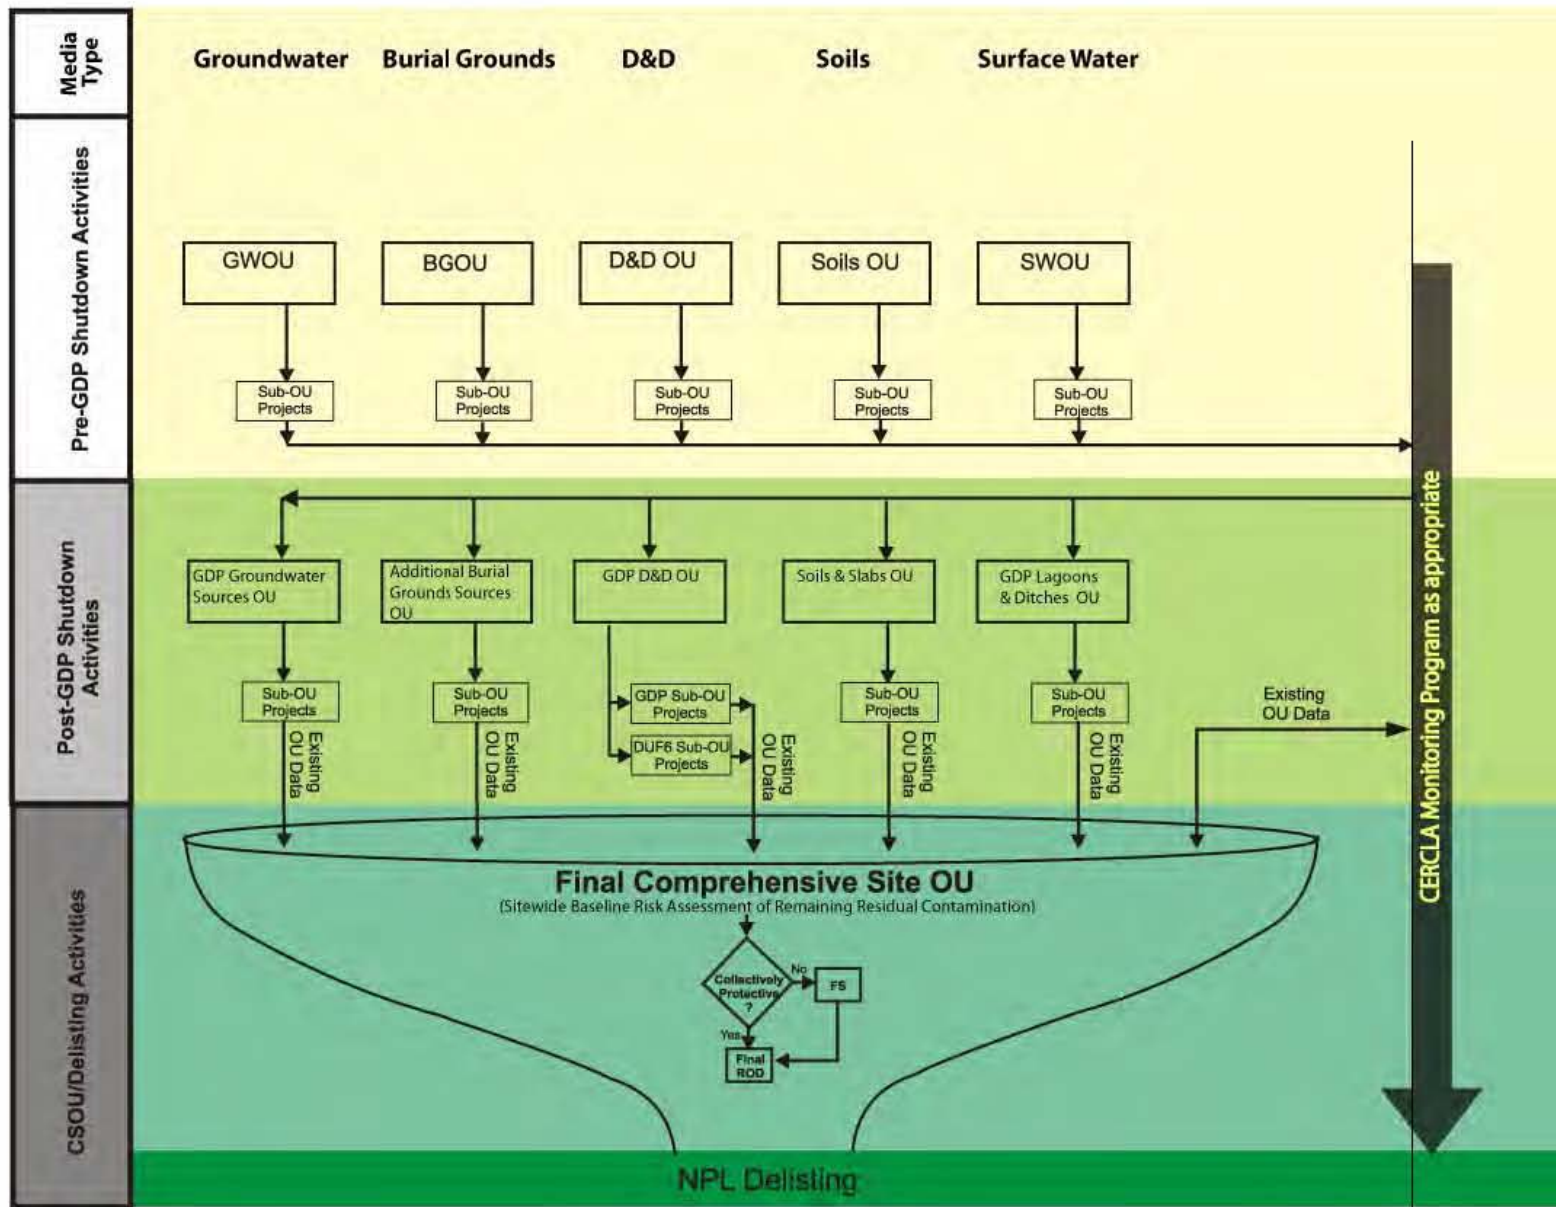 Media
Type
Groundwater
Burial Grounds
D&D
Soils
Surface Water
Pre-GDP Shutdown Activities
GWOU
BGOU
D&D OU
Soils OU
SWOU
Sub-OU
Projects
Sub-OU
Projects
Sub-OU
Projects
Sub-OU
Projects
Sub-OU
Projects
CERCLA Monitoring Program as appropriate
Post-GDP Shutdown
Activities
GDP Groundwater
Sources OU
Additional Burial
Grounds Sources
OU
GDP D&D OU
Soils & Slabs OU
GDP Lagoons
& Ditches OU
Sub-OU
Projects
Sub-OU
Projects
GDP Sub-OU
Projects
DUF6 Sub-OU
Projects
Sub-OU
Projects
Sub-OU
Projects
Existing
OU Data
Existing
OU Data
Existing
OU Data
Existing
OU Data
Existing
OU Data
Existing
OU Data
CSOU/Delisting Activities
Final Comprehensive Site OU
(Sitewide Baseline Risk Assessment of Remaining Residual Contamination)
Collectively
Protective
?
No
FS
Yes
Final
ROD
NPL Delisting